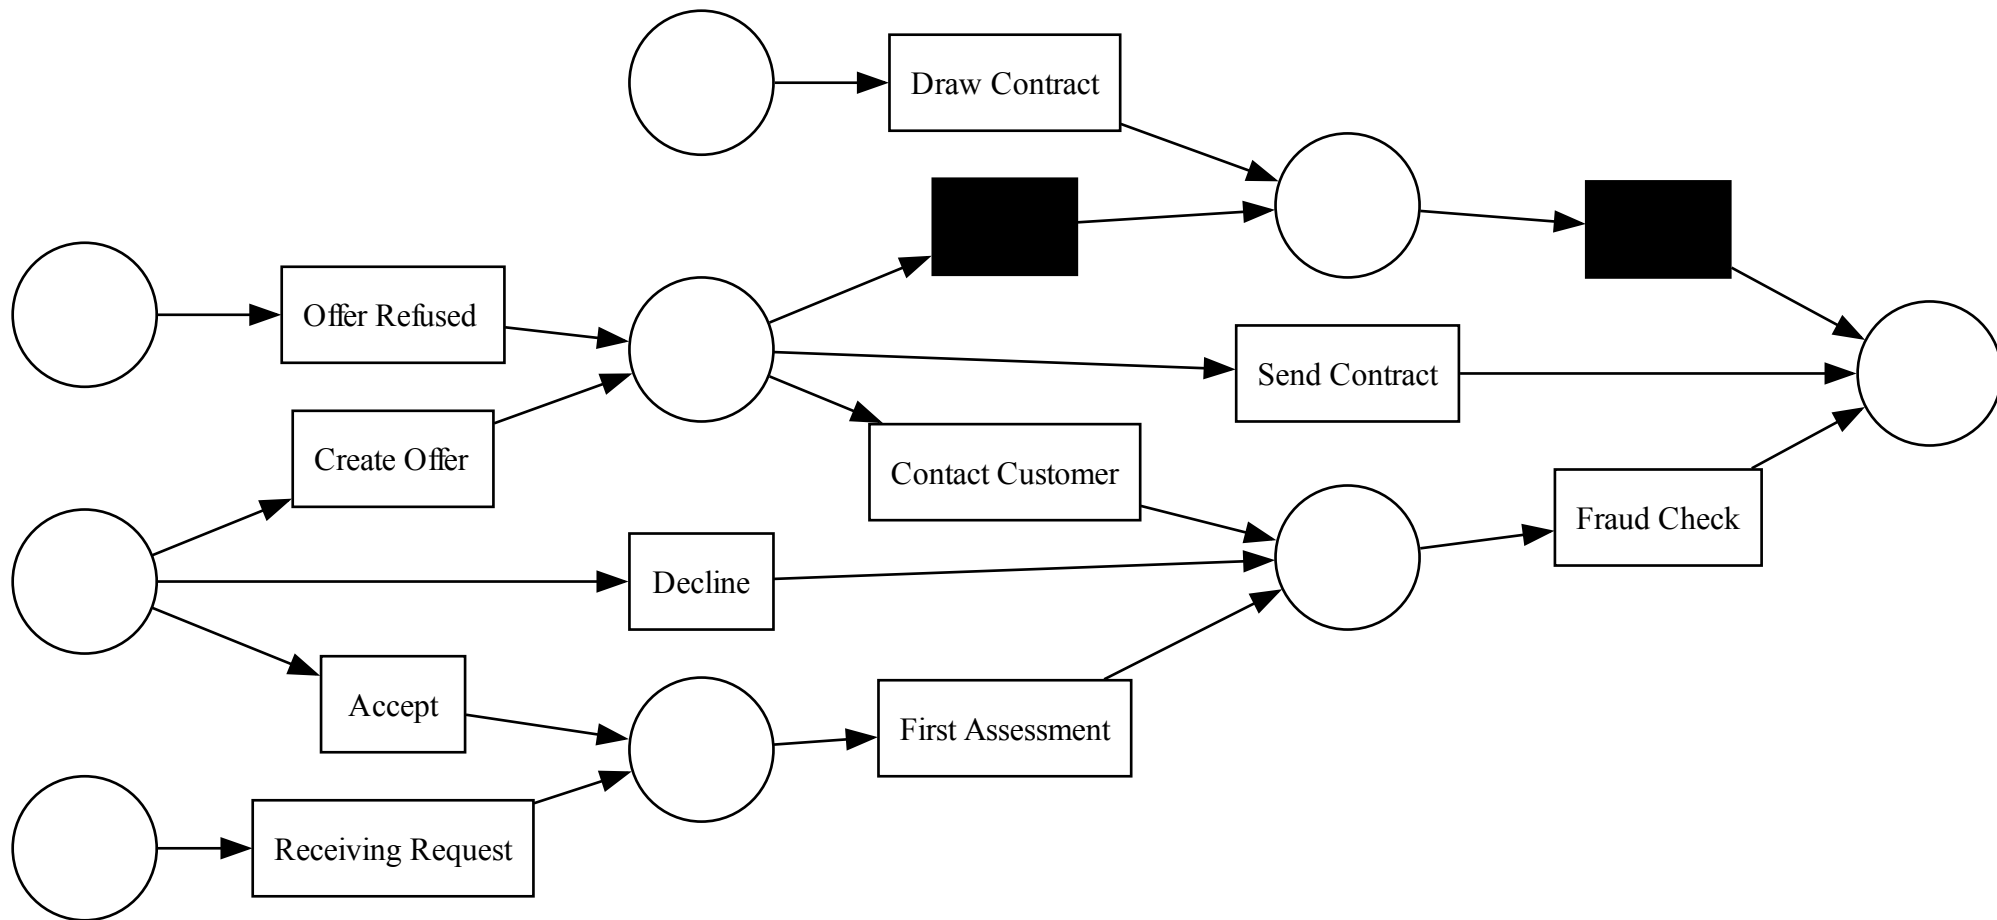 Draw Contract
Offer Refused
Send Contract
Create Offer
Contact Customer
Fraud Check
Decline
Accept
First Assessment
Receiving Request